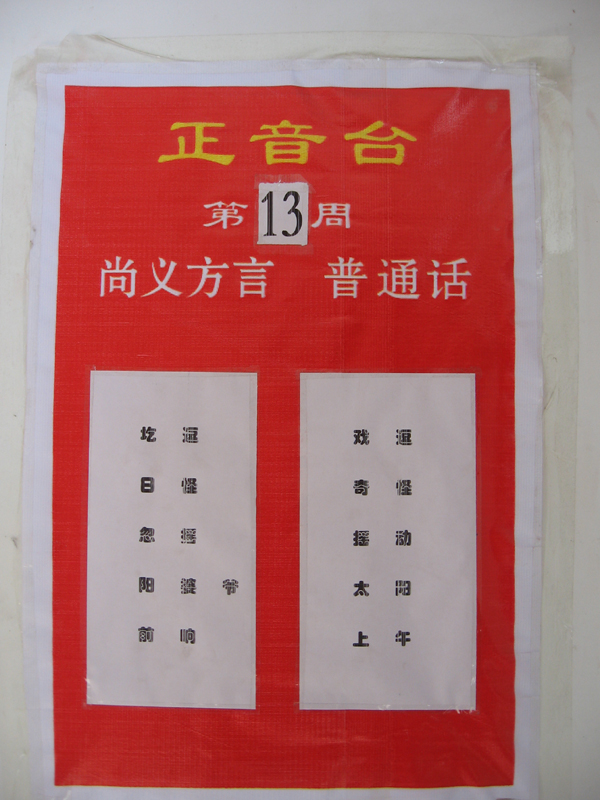 正音台
第13周
尚义方言 普通话
圪逗 戏逗
日怪 奇怪
忽摇 摇动
阳婆爷 太阳
前响 上午